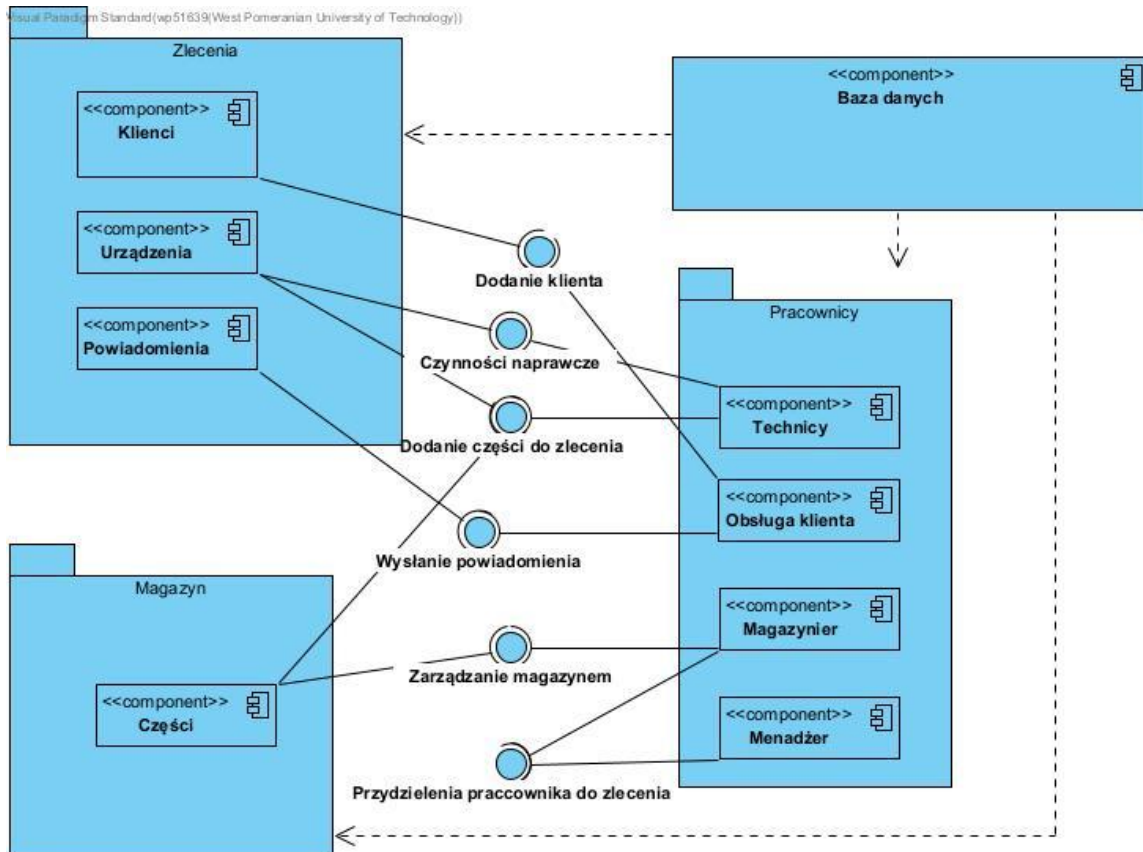 Visual Paradigm Standard(wp51639(West Pomeranian University of Technology))
Zlecenia
<<component>>
Klienci
<<component>>
Urządzenia
<<component>>
Powiadomienia
<<component>>
Baza danych
Dodanie klienta
Czynności naprawcze
Dodanie części do zlecenia
Wysłanie powiadomienia
Zarządzanie magazynem
Przydzielenia praccownika do zlecenia
Pracownicy
<<component>>
Technicy
<<component>>
Obsługa klienta
<<component>>
Magazynier
<<component>>
Menadżer
Magazyn
<<component>>
Części